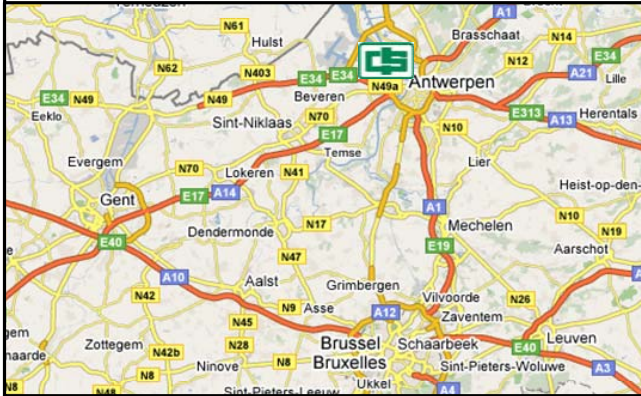 A1
N14
N61
Brasschaat
Hulst
E34
N62
N403
E34
E34
N12
A21
Lille
N49a
Antwerpen
E34
N49
N49
Beveren
E313
Eeklo
Sint-Niklaas
N70
A13
Herentals
E17
N10
Evergem
N70
Temse
Lier
Lokeren
N41
Heist-op-den-
Gent
E17
A14
A1
N10
N17
Mechelen
Dendermonde
N19
E40
E19
Aarschot
N47
A10
Aalst
Grimbergen
N42
Vilvoorde
N26
N9
Asse
A12
Zaventem
N45
Brussel
Schaarbeek
Leuven
Zottegem
N28
E40
N42b
Bruxelles
Ninove
N8
Sint-Pieters-Woluwe
A3
N8
N8
N48
Sint-Pieters-Leeuw
Ukkel
A4